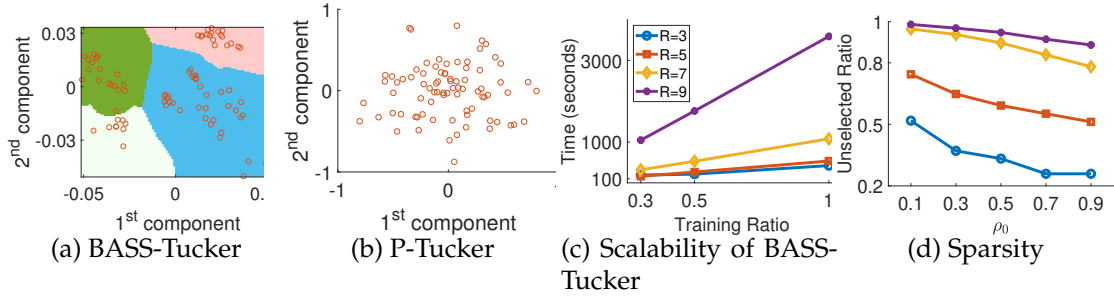 0.03
0
-0.03
2nd component
-0.05
0
0.
1st component
(a) BASS-Tucker
1
0
-1
2nd component
-1
0
1
1st component
(b) P-Tucker
R=3
R=5
R=7
R=9
3000
1000
100
Time (seconds)
0.3
0.5
1
Training Ratio
(c) Scalability of BASS-
Tucker
1
0.8
0.5
0.2
Unselected Ratio
0.1
0.3
0.5
0.7
0.9
ρ0
(d) Sparsity